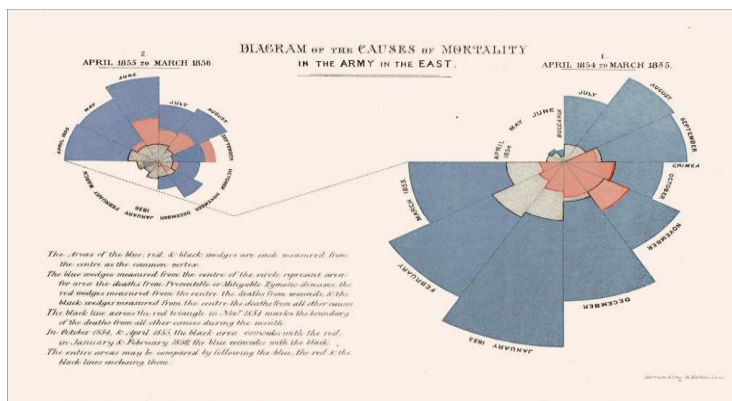 DIAGRAM OF THE CAUSES OF MORTALITY
IN THE ARMY IN THE EAST.
2.
APRIL 1855 TO MARCH 1856.
1.
APRIL 1854 TO MARCH 1855.
APRIL 1855
MAY
JUNE
JULY
AUGUST
SEPTEMBER
OCTOBER
NOVEMBER
DECEMBER
JANUARY
1856
FEBRUARY
MARCH
APRIL
1854
MAY
JUNE
BULGARIA
JULY
AUGUST
SEPTEMBER
CRIMEA
OCTOBER
NOVEMBER
DECEMBER
JANUARY 1855
FEBRUARY
MARCH 1855
The Areas of the blue, red, & black wedges are each measured from
the centre as the common vertex.
The blue wedges measured from the centre of the circle represent area
for area the deaths from Preventible or Mitigable Zymotic diseases, the
red wedges measured from the centre the deaths from wounds, & the
black wedges measured from the centre the deaths from all other causes.
The black line across the red triangle in Novr. 1854 marks the boundary
of the deaths from all other causes during the month.
In October 1854, & April 1855, the black area coincides with the red,
in January & February 1856, the blue coincides with the black.
The entire areas may be compared by following the blue, the red & the
black lines enclosing them.